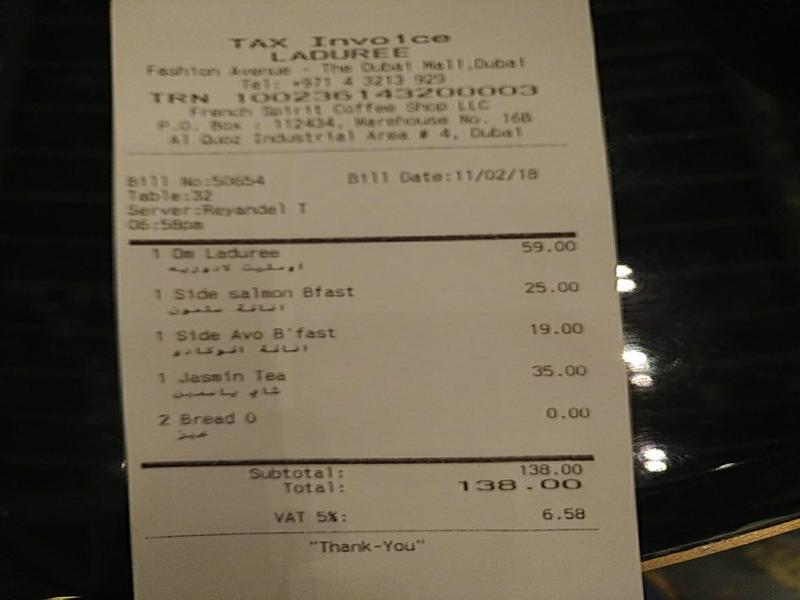 TAX Invoice
LADUREE
Fashion Avenue - The Dubai Mall,Dubai
Tel: +971 4 3213 929
TRN 100236143200003
French Spirit Coffee Shop LLC
P.O. Box : 112434, Warehouse No. 16B
Al Quoz Industrial Area # 4, Dubai
Bill No:50654 Bill Date:11/02/18
Table:32
Server:Reyandel T
06:58pm
1 Om Laduree 59.00
اومليت لادوريه
1 Side salmon Bfast 25.00
اضافة سلمون
1 Side Avo B'fast 19.00
اضافة افوكادو
1 Jasmin Tea 35.00
شاي ياسمين
2 Bread 0 0.00
خبز
Subtotal: 138.00
Total: 138.00
VAT 5%: 6.58
"Thank-You"